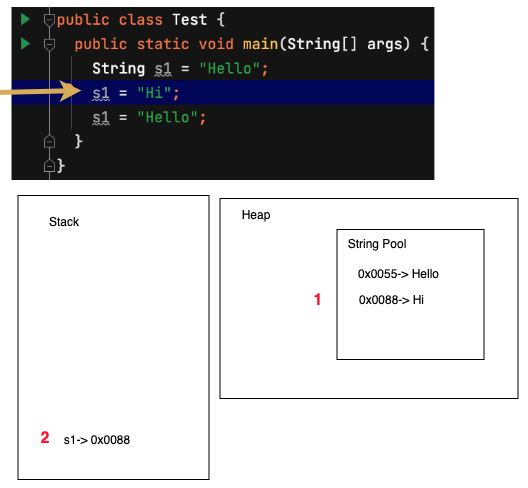 public class Test {
public static void main(String[] args) {
String s1 = "Hello";
s1 = "Hi";
s1 = "Hello";
}
}
Stack
Heap
String Pool
0x0055-> Hello
1
0x0088-> Hi
2
s1-> 0x0088